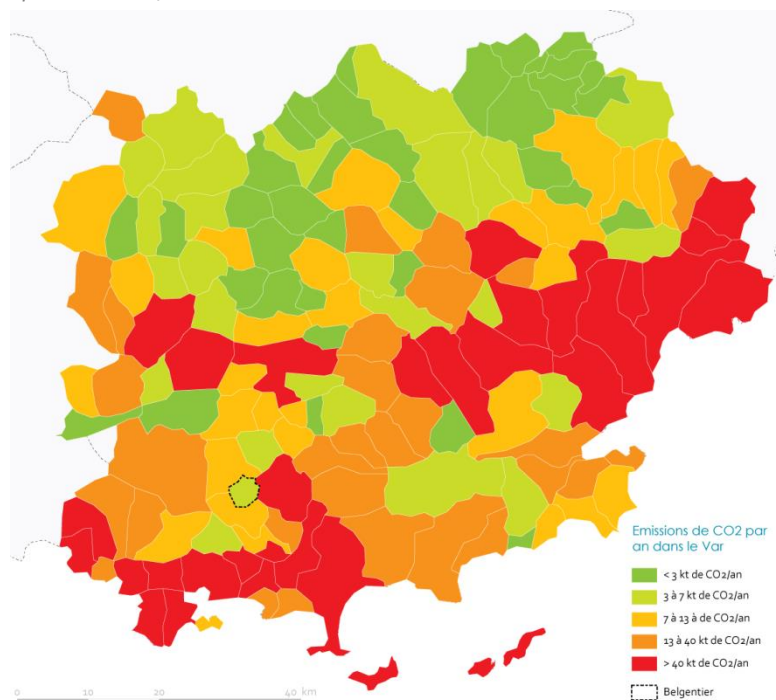 Emissions de CO2 par
an dans le Var
< 3 kt de CO2/an
3 à 7 kt de CO2/an
7 à 13 à de CO2/an
13 à 40 kt de CO2/an
> 40 kt de CO2/an
Belgentier
0 10 20 40 km